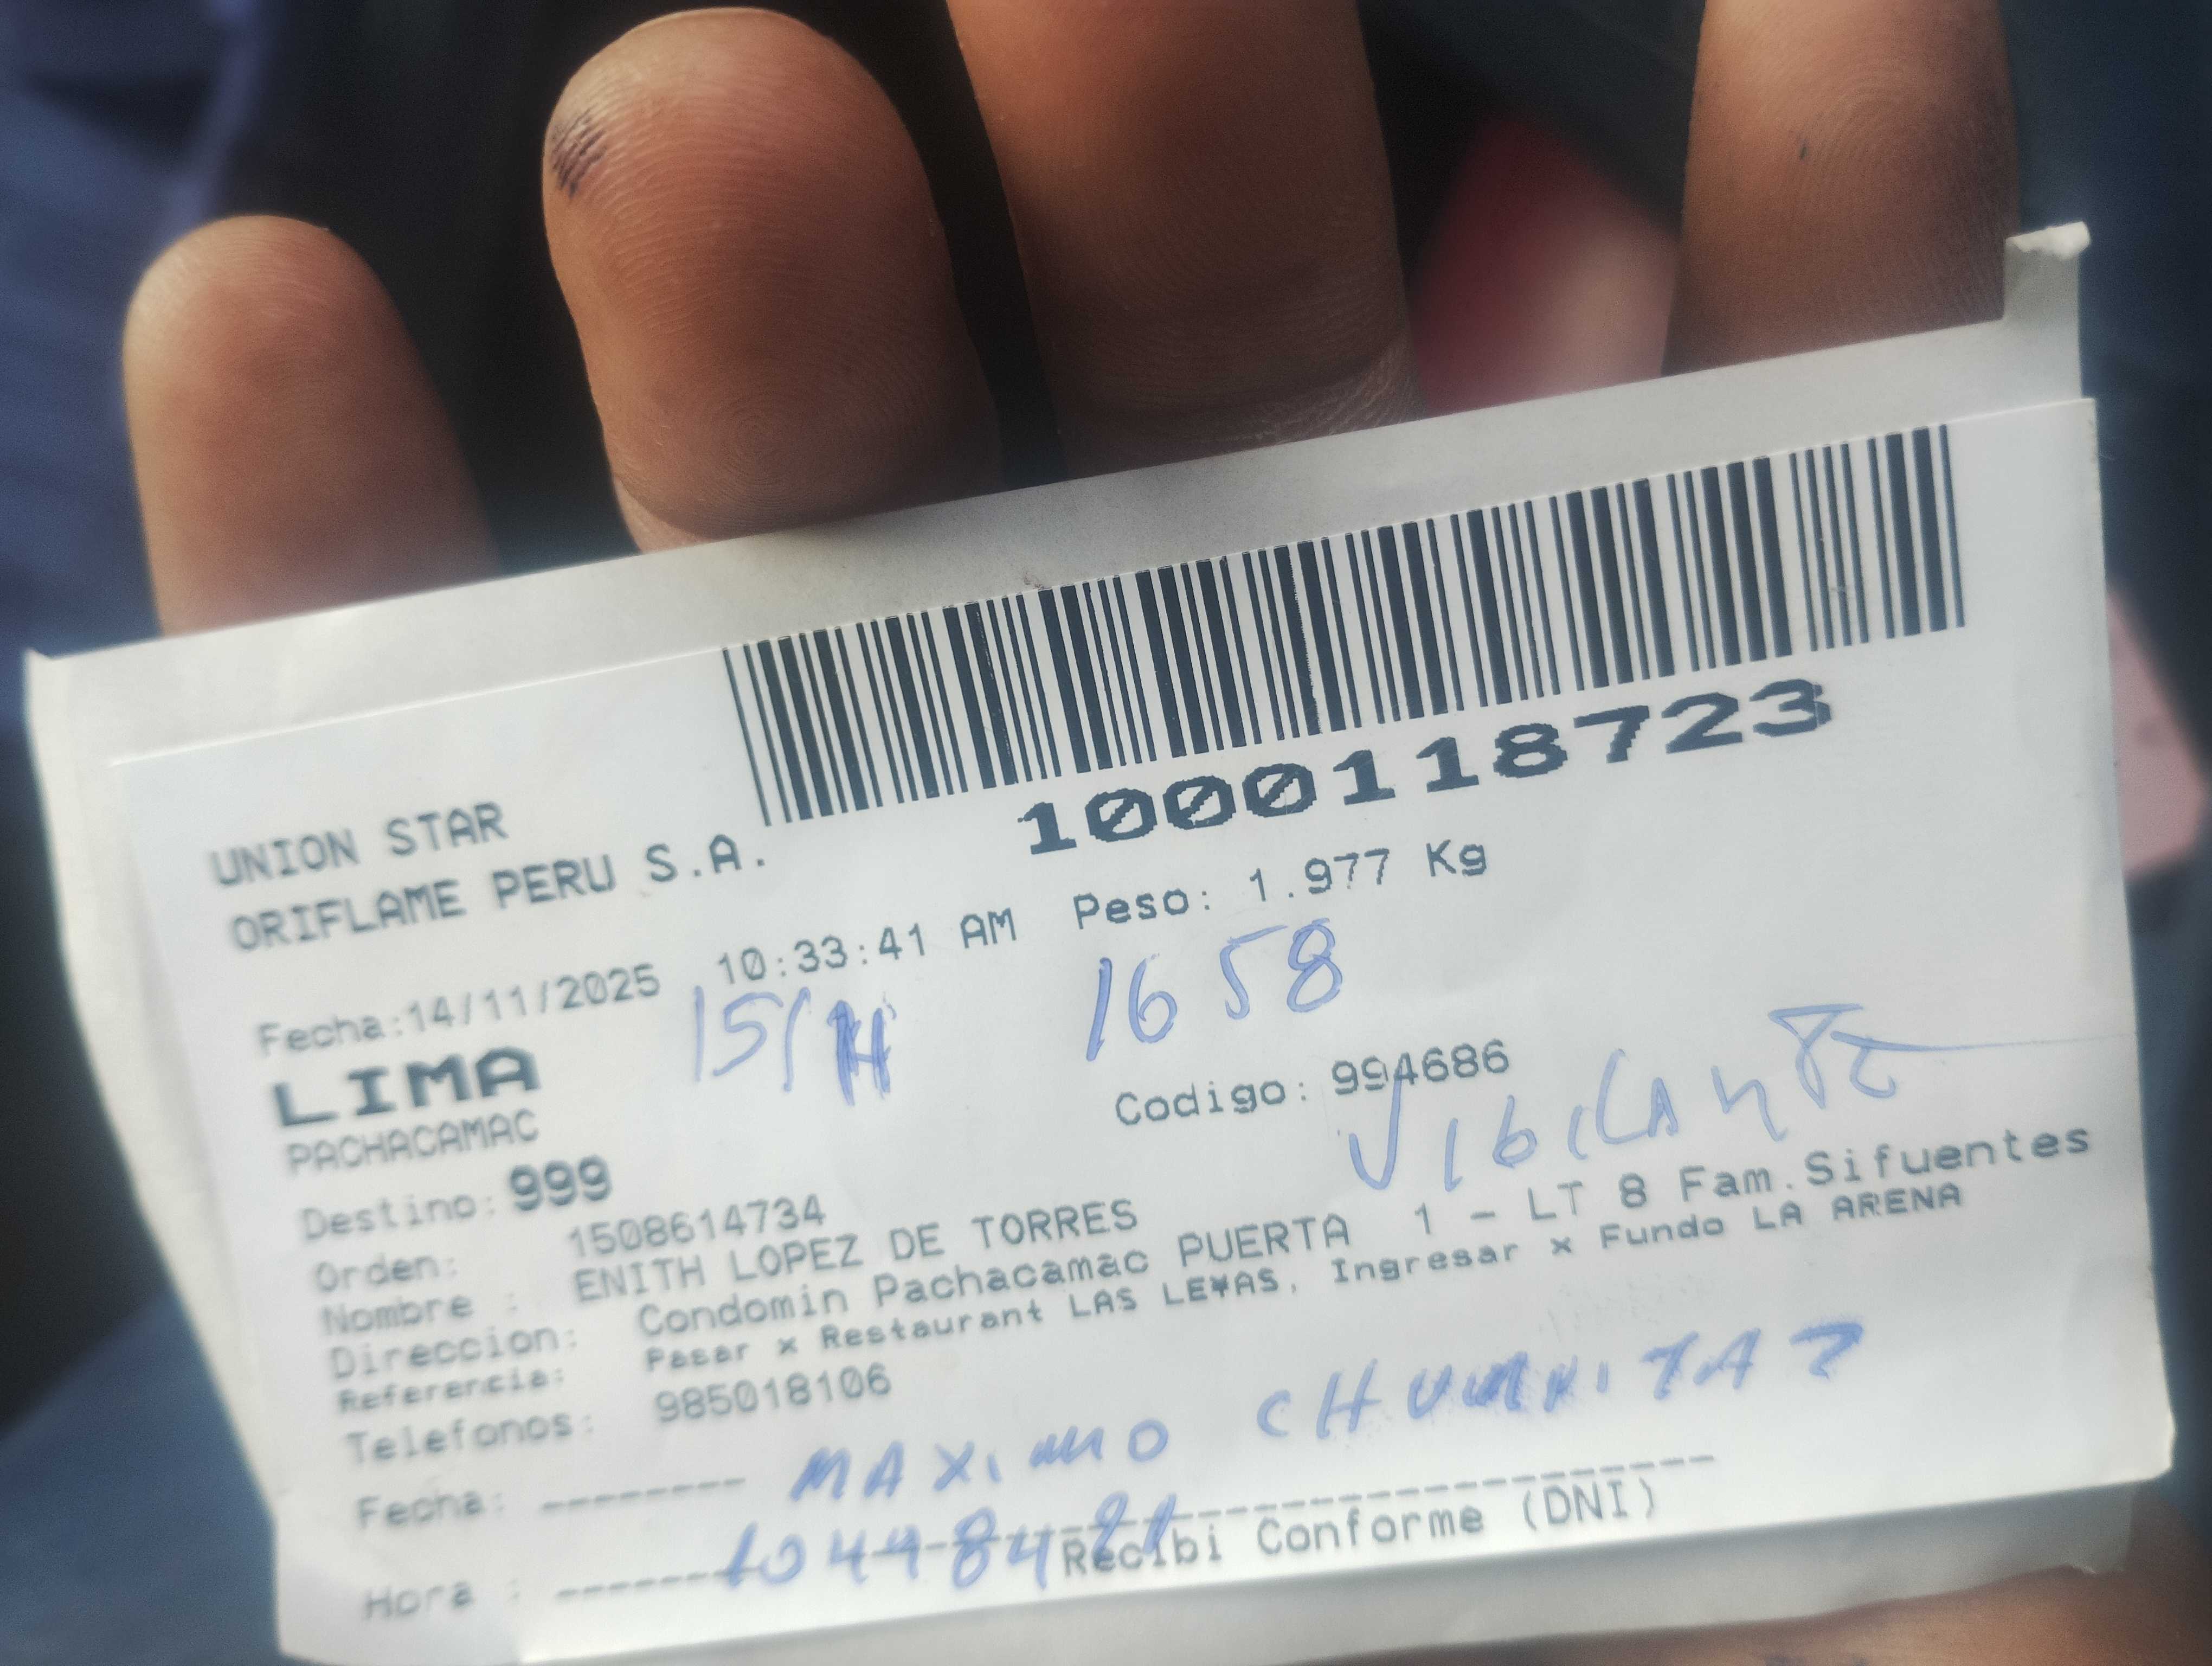 1000118723
UNION STAR
ORIFLAME PERU S.A.
Fecha:14/11/2025 10:33:41 AM Peso: 1.977 Kg
15/11 1658
LIMA
PACHACAMAC
Codigo: 994686
VIGILANTE
Destino: 999
Orden: 1508614734
Nombre : ENITH LOPEZ DE TORRES
Direccion: Condomin Pachacamac PUERTA 1 - LT 8 Fam.Sifuentes
Referencia: Pasar x Restaurant LAS LE¥AS, Ingresar x Fundo LA ARENA
Telefonos: 985018106
MAXIMO
Fecha: --------
Recibi Conforme (DNI)
Hora : --------